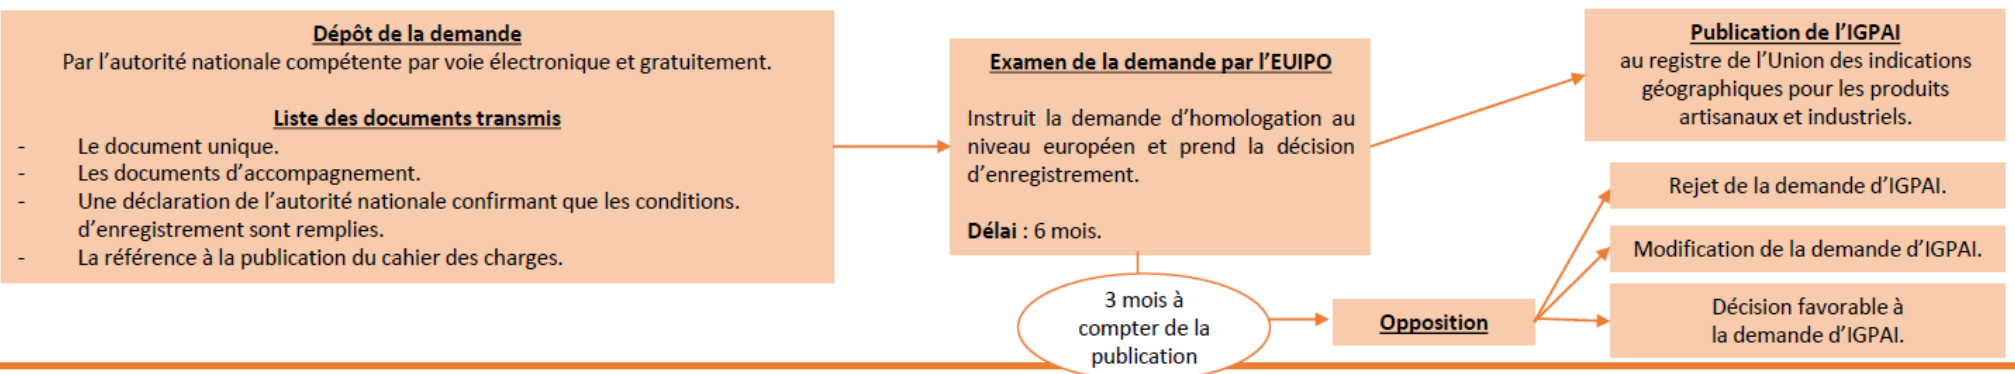 Dépôt de la demande
Par l’autorité nationale compétente par voie électronique et gratuitement.
Liste des documents transmis
- Le document unique.
- Les documents d’accompagnement.
- Une déclaration de l’autorité nationale confirmant que les conditions.
d’enregistrement sont remplies.
- La référence à la publication du cahier des charges.
Examen de la demande par l’EUIPO
Instruit la demande d’homologation au
niveau européen et prend la décision
d’enregistrement.
Délai : 6 mois.
3 mois à
compter de la
publication
Opposition
Publication de l’IGPAI
au registre de l’Union des indications
géographiques pour les produits
artisanaux et industriels.
Rejet de la demande d’IGPAI.
Modification de la demande d’IGPAI.
Décision favorable à
la demande d’IGPAI.